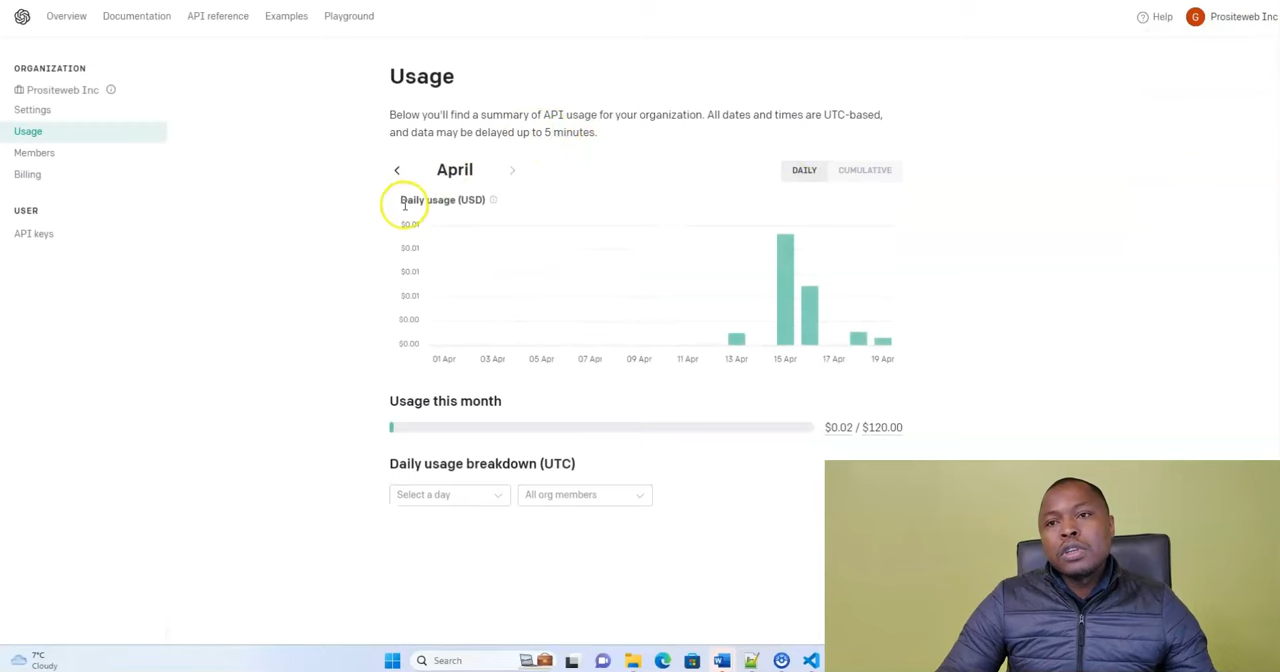 Overview Documentation API reference Examples Playground Help G Prositeweb Inc
ORGANIZATION
Prositeweb Inc
Settings
Usage
Members
Billing
USER
API keys
Usage
Below you'll find a summary of API usage for your organization. All dates and times are UTC-based,
and data may be delayed up to 5 minutes.
April
DAILY CUMULATIVE
Daily usage (USD)
$0.01
$0.01
$0.01
$0.01
$0.00
$0.00
01 Apr 03 Apr 05 Apr 07 Apr 09 Apr 11 Apr 13 Apr 15 Apr 17 Apr 19 Apr
Usage this month
$0.02 / $120.00
Daily usage breakdown (UTC)
Select a day All org members
7°C
Cloudy
Search